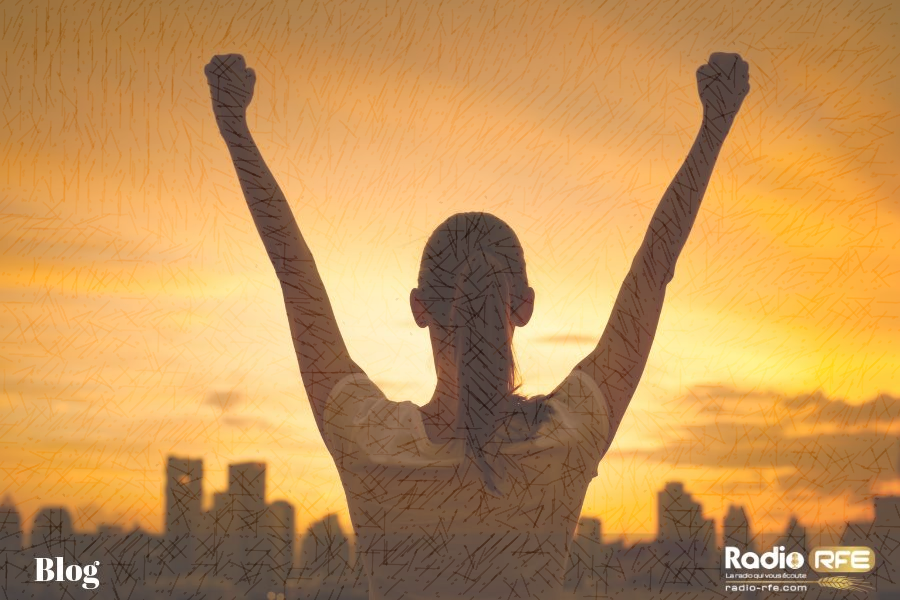 Blog
Radio RFE
La radio qui vous écoute
radio-rfe.com